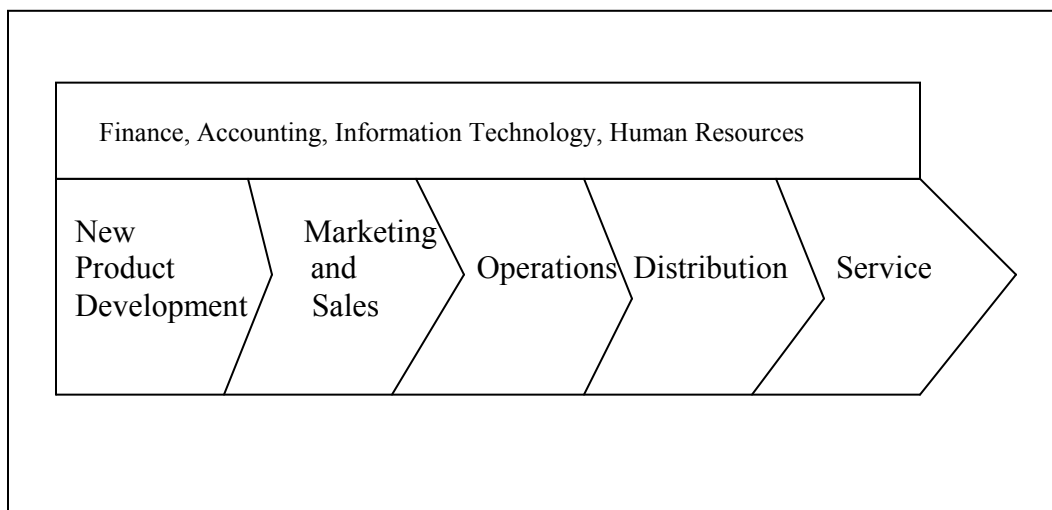 Finance, Accounting, Information Technology, Human Resources
New
Product
Development
Marketing
and
Sales
Operations
Distribution
Service